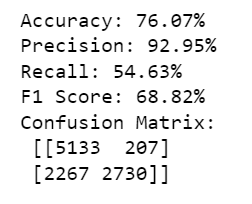 Accuracy: 76.07%
Precision: 92.95%
Recall: 54.63%
F1 Score: 68.82%
Confusion Matrix:
[[5133  207]
[2267 2730]]